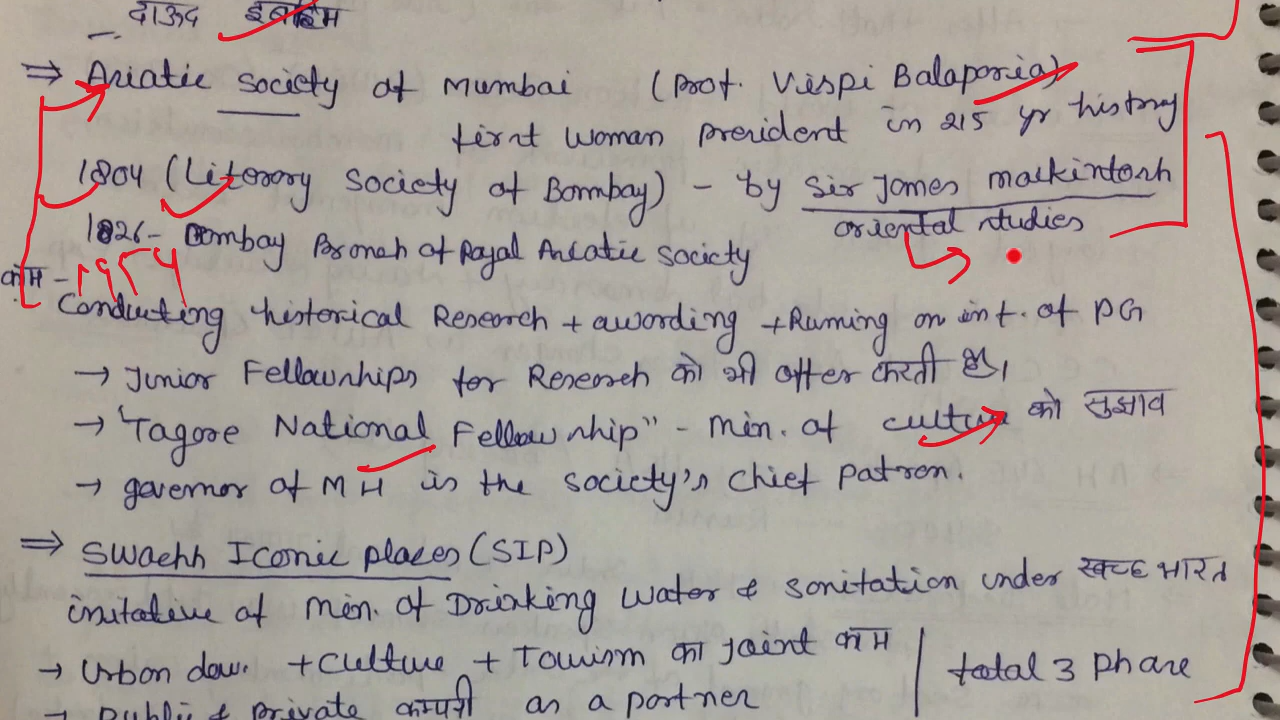 दाऊद इब्राहिम
⇒ Asiatic Society of Mumbai (Prof. Vispi Balaporia)
first woman president in 215 yr history
1804 (Literary Society of Bombay) - by Sir James mackintosh
oriental studies
1826 - Bombay Branch of Royal Asiatic Society
काम - 1954
Conducting historical Research + awarding + Running an int. of PG
→ Junior Fellowships for Research को भी offer करती है।
→ "Tagore National Fellowship" - Min. of culture को सुझाव
→ governor of MH is the society's chief Patron.
⇒ Swachh Iconic places (SIP)
initative of Min. of Drinking Water & sanitation under स्वच्छ भारत
→ Urban dev. + culture + Tourism का joint काम | total 3 Phase
→ Public & private कम्पनी as a partner